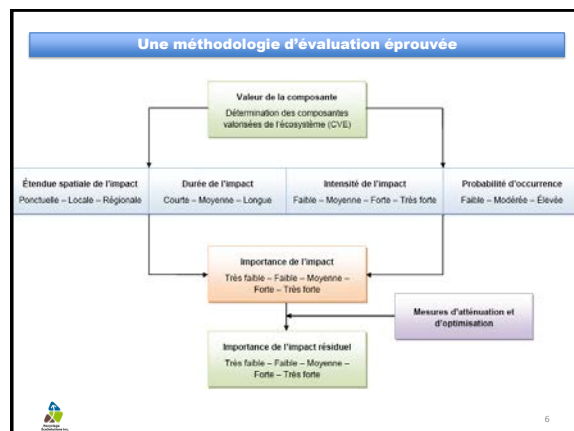 Une méthodologie d'évaluation éprouvée
Valeur de la composante
Détermination des composantes
valorisées de l'écosystème (CVE)
Étendue spatiale de l'impact
Ponctuelle – Locale – Régionale
Durée de l'impact
Courte – Moyenne – Longue
Intensité de l'impact
Faible – Moyenne – Forte – Très forte
Probabilité d'occurrence
Faible – Modérée – Élevée
Importance de l'impact
Très faible – Faible – Moyenne –
Forte – Très forte
Mesures d'atténuation et
d'optimisation
Importance de l'impact résiduel
Très faible – Faible – Moyenne –
Forte – Très forte
Recyclage
ÉcoSolutions Inc.
6